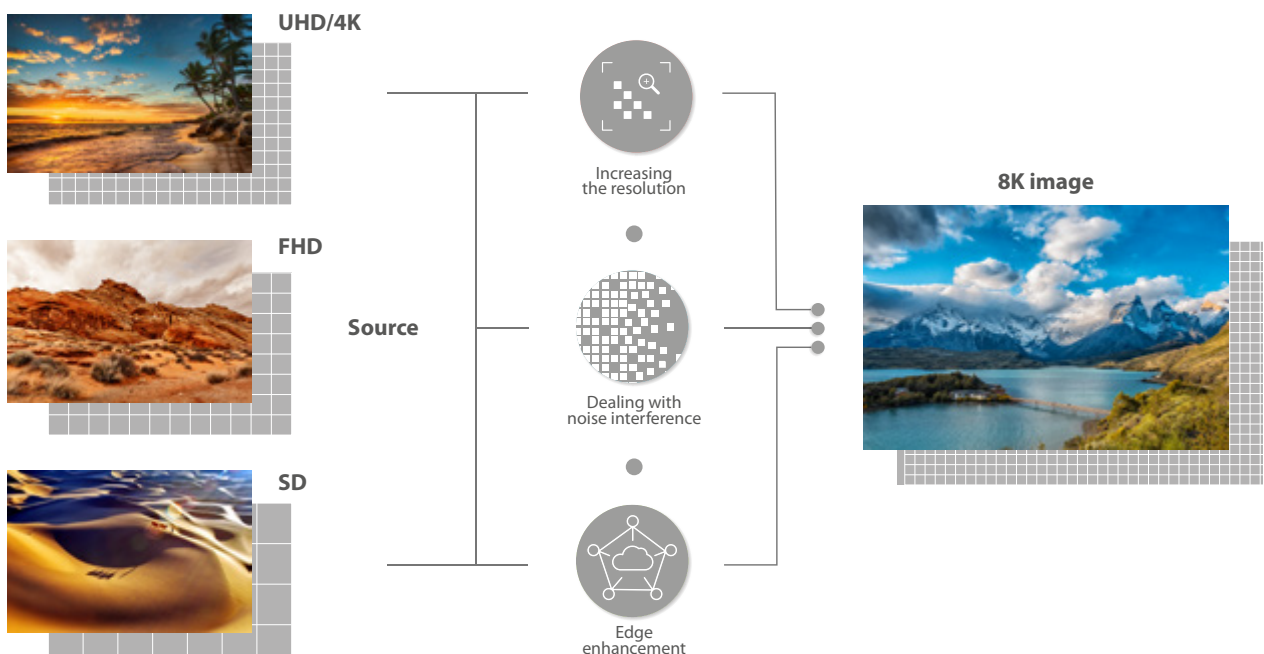 UHD/4K
FHD
Source
SD
Increasing
the resolution
Dealing with
noise interference
Edge
enhancement
8K image